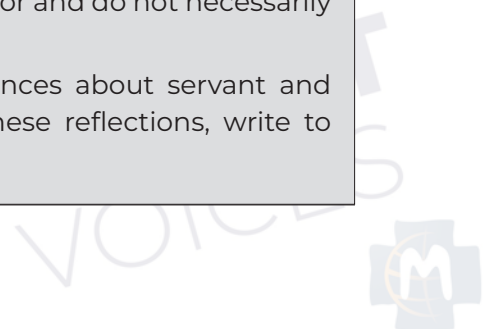 or and do not necessarily
nces about servant and
hese reflections, write to
VOICES
M